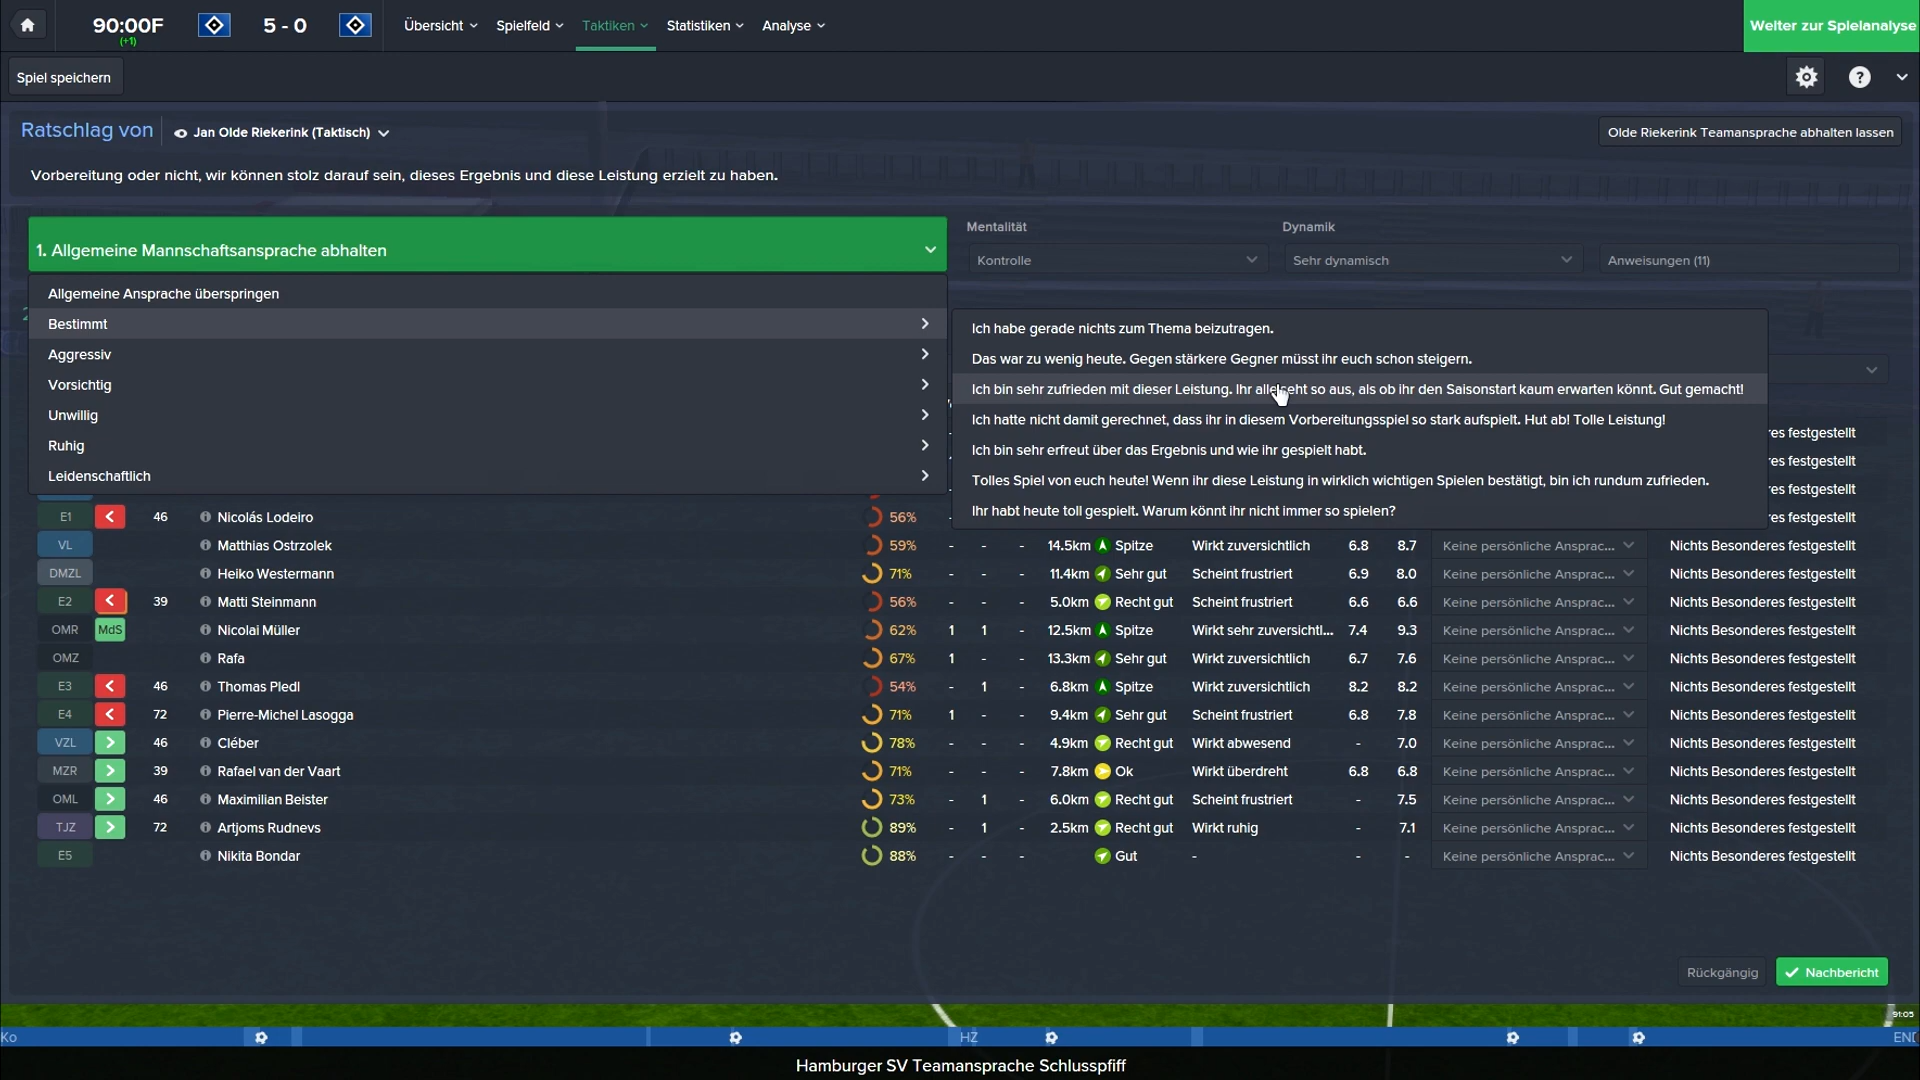 90:00F
(+1)
5 - 0
Übersicht
Spielfeld
Taktiken
Statistiken
Analyse
Weiter zur Spielanalyse
Spiel speichern
Ratschlag von
Jan Olde Riekerink (Taktisch)
Olde Riekerink Teamansprache abhalten lassen
Vorbereitung oder nicht, wir können stolz darauf sein, dieses Ergebnis und diese Leistung erzielt zu haben.
1. Allgemeine Mannschaftsansprache abhalten
Mentalität
Dynamik
Kontrolle
Sehr dynamisch
Anweisungen (11)
Allgemeine Ansprache überspringen
Bestimmt
Aggressiv
Vorsichtig
Unwillig
Ruhig
Leidenschaftlich
Ich habe gerade nichts zum Thema beizutragen.
Das war zu wenig heute. Gegen stärkere Gegner müsst ihr euch schon steigern.
Ich bin sehr zufrieden mit dieser Leistung. Ihr alle seht so aus, als ob ihr den Saisonstart kaum erwarten könnt. Gut gemacht!
Ich hatte nicht damit gerechnet, dass ihr in diesem Vorbereitungsspiel so stark aufspielt. Hut ab! Tolle Leistung!
Ich bin sehr erfreut über das Ergebnis und wie ihr gespielt habt.
Tolles Spiel von euch heute! Wenn ihr diese Leistung in wirklich wichtigen Spielen bestätigt, bin ich rundum zufrieden.
Ihr habt heute toll gespielt. Warum könnt ihr nicht immer so spielen?
res festgestellt
res festgestellt
res festgestellt
E1 46 Nicolás Lodeiro 56% - res festgestellt
VL Matthias Ostrzolek 59% - - - 14.5km Spitze Wirkt zuversichtlich 6.8 8.7 Keine persönliche Ansprac... Nichts Besonderes festgestellt
DMZL Heiko Westermann 71% - - - 11.4km Sehr gut Scheint frustriert 6.9 8.0 Keine persönliche Ansprac... Nichts Besonderes festgestellt
E2 39 Matti Steinmann 56% - - - 5.0km Recht gut Scheint frustriert 6.6 6.6 Keine persönliche Ansprac... Nichts Besonderes festgestellt
OMR MdS Nicolai Müller 62% 1 1 - 12.5km Spitze Wirkt sehr zuversichtl... 7.4 9.3 Keine persönliche Ansprac... Nichts Besonderes festgestellt
OMZ Rafa 67% 1 - - 13.3km Sehr gut Wirkt zuversichtlich 6.7 7.6 Keine persönliche Ansprac... Nichts Besonderes festgestellt
E3 46 Thomas Pledl 54% - 1 - 6.8km Spitze Wirkt zuversichtlich 8.2 8.2 Keine persönliche Ansprac... Nichts Besonderes festgestellt
E4 72 Pierre-Michel Lasogga 71% 1 - - 9.4km Sehr gut Scheint frustriert 6.8 7.8 Keine persönliche Ansprac... Nichts Besonderes festgestellt
VZL 46 Cléber 78% - - - 4.9km Recht gut Wirkt abwesend - 7.0 Keine persönliche Ansprac... Nichts Besonderes festgestellt
MZR 39 Rafael van der Vaart 71% - - - 7.8km Ok Wirkt überdreht 6.8 6.8 Keine persönliche Ansprac... Nichts Besonderes festgestellt
OML 46 Maximilian Beister 73% - 1 - 6.0km Recht gut Scheint frustriert - 7.5 Keine persönliche Ansprac... Nichts Besonderes festgestellt
TJZ 72 Artjoms Rudnevs 89% - 1 - 2.5km Recht gut Wirkt ruhig - 7.1 Keine persönliche Ansprac... Nichts Besonderes festgestellt
E5 Nikita Bondar 88% - - - Gut - - - Keine persönliche Ansprac... Nichts Besonderes festgestellt
Rückgängig
Nachbericht
91:05
Ko
HZ
END
Hamburger SV Teamansprache Schlusspfiff